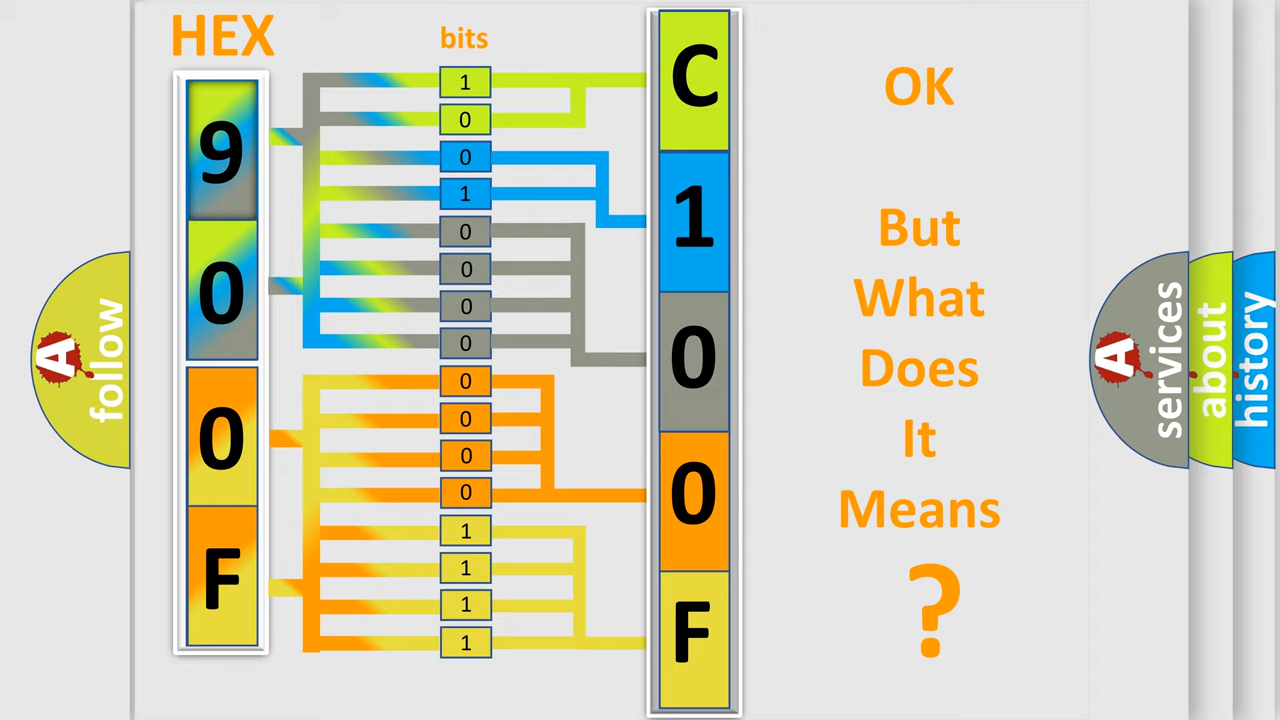 HEX
bits
9
0
0
F
1
0
0
1
0
0
0
0
0
0
0
0
1
1
1
1
C
1
0
0
F
OK
But
What
Does
It
Means
?
A
follow
A
services
about
history